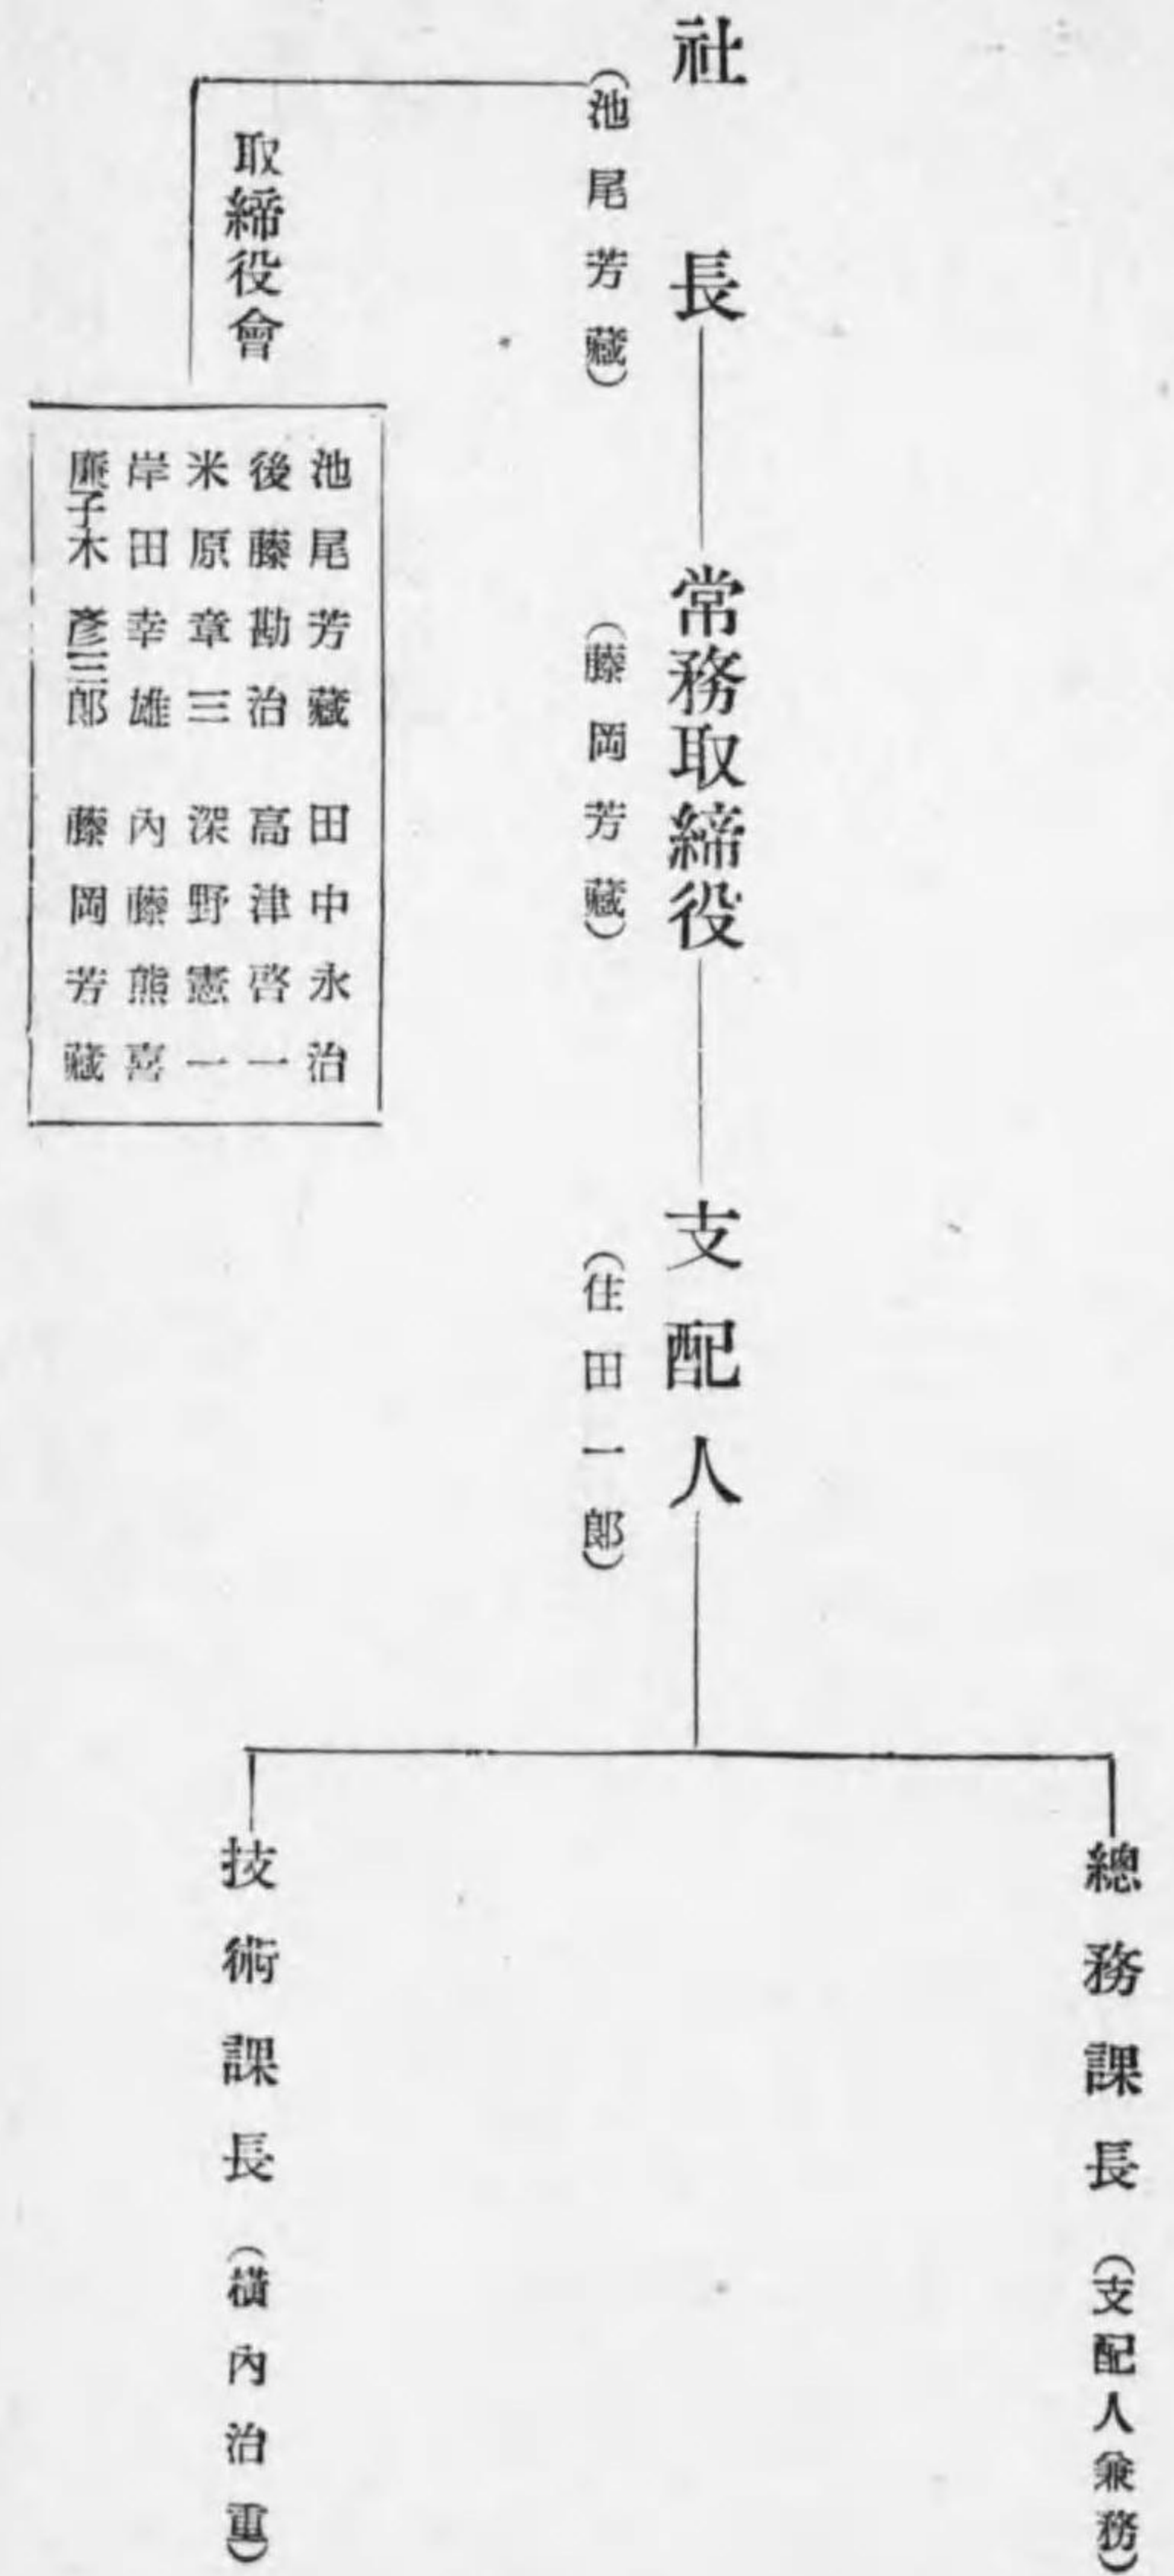 社長
(池尾芳藏)
常務取締役
(藤岡芳藏)
支配人
(住田一郎)
總務課長(支配人兼務)
技術課長(橫内治重)
取締役會
池尾芳藏 田中永治
後藤勘治 高津啓一
米原章三 深野憲一
岸田幸雄 內藤熊喜
廉子木彥三郎 藤岡芳藏